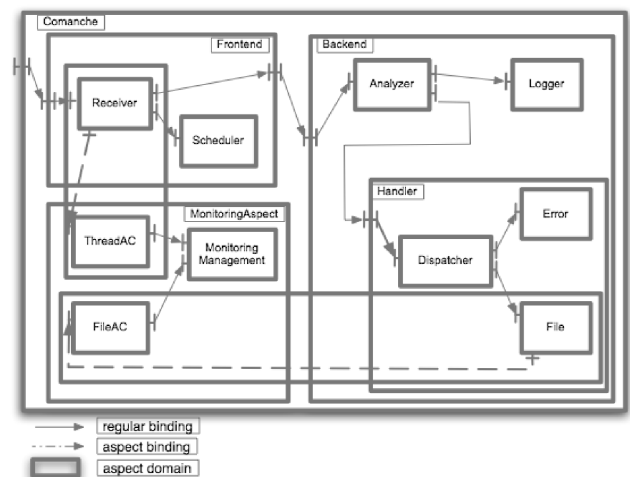 Comanche
Frontend
Backend
Receiver
Scheduler
Analyzer
Logger
Handler
MonitoringAspect
ThreadAC
Monitoring
Management
Dispatcher
Error
FileAC
File
regular binding
aspect binding
aspect domain